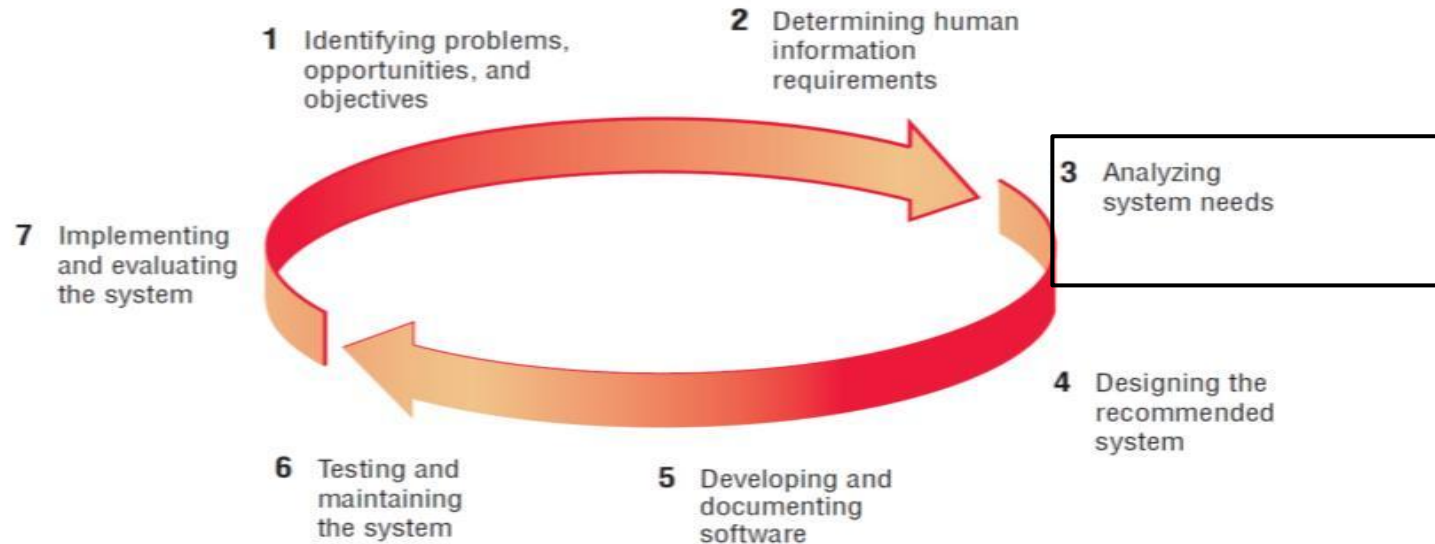 1 Identifying problems,
opportunities, and
objectives
2 Determining human
information
requirements
3 Analyzing
system needs
4 Designing the
recommended
system
5 Developing and
documenting
software
6 Testing and
maintaining
the system
7 Implementing
and evaluating
the system